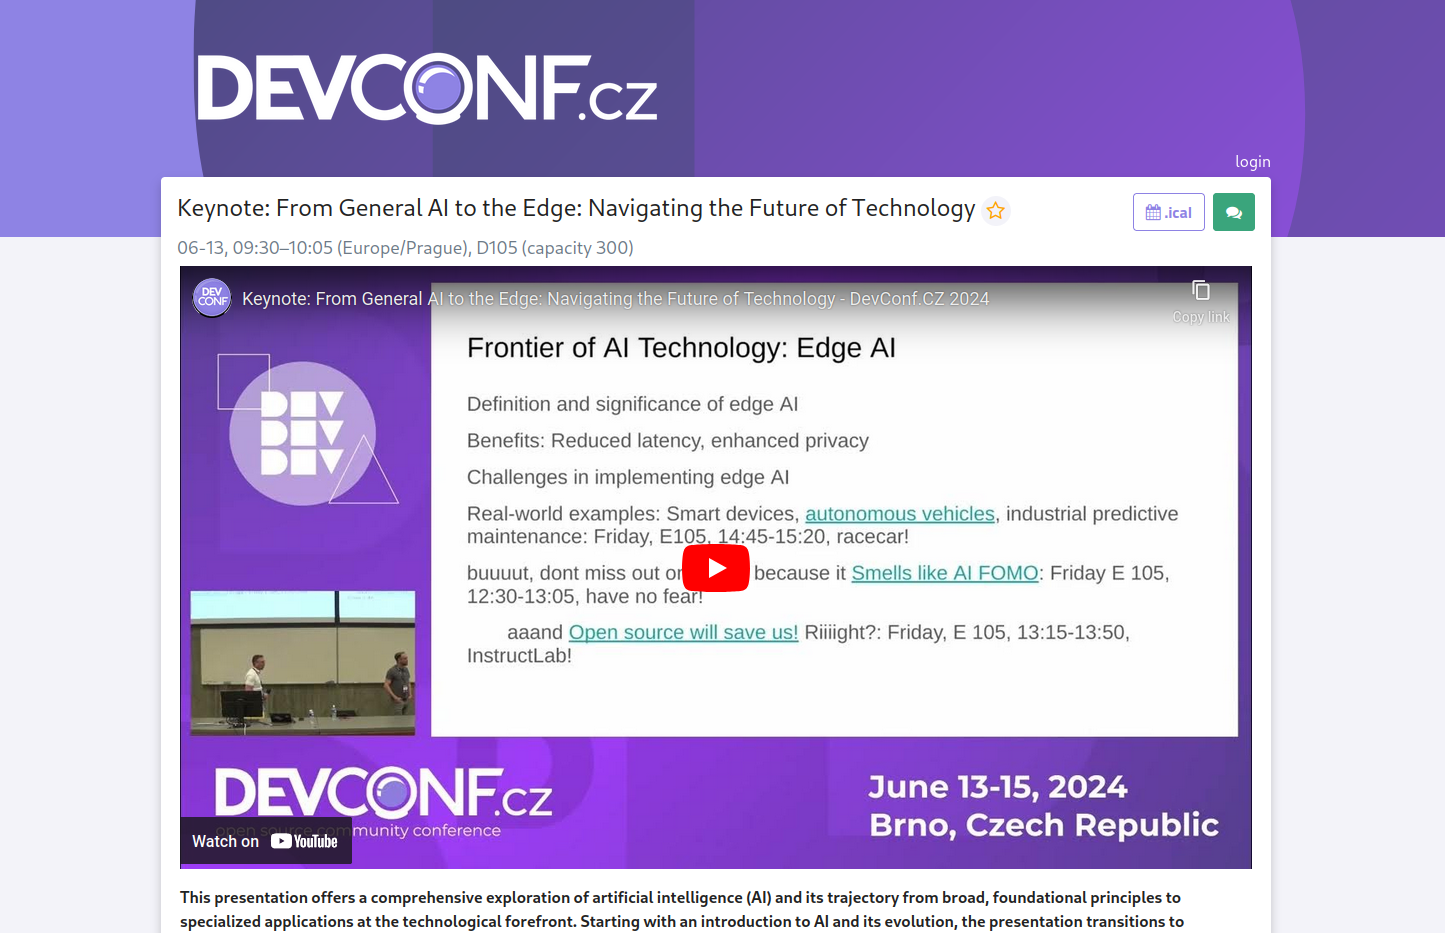 DEVCONF.cz
login
Keynote: From General AI to the Edge: Navigating the Future of Technology
.ical
06-13, 09:30–10:05 (Europe/Prague), D105 (capacity 300)
DEV
CONF
Keynote: From General AI to the Edge: Navigating the Future of Technology - DevConf.CZ 2024
Copy link
Frontier of AI Technology: Edge AI
DEV
DEV
DEV
Definition and significance of edge AI
Benefits: Reduced latency, enhanced privacy
Challenges in implementing edge AI
Real-world examples: Smart devices, autonomous vehicles, industrial predictive
maintenance: Friday, E105, 14:45-15:20, racecar!
buuuut, dont miss out because it Smells like AI FOMO: Friday E 105,
12:30-13:05, have no fear!
aaand Open source will save us! Riiiight?: Friday, E 105, 13:15-13:50,
InstructLab!
DEVCONF.cz
open source community conference
June 13-15, 2024
Brno, Czech Republic
Watch on YouTube
This presentation offers a comprehensive exploration of artificial intelligence (AI) and its trajectory from broad, foundational principles to
specialized applications at the technological forefront. Starting with an introduction to AI and its evolution, the presentation transitions to